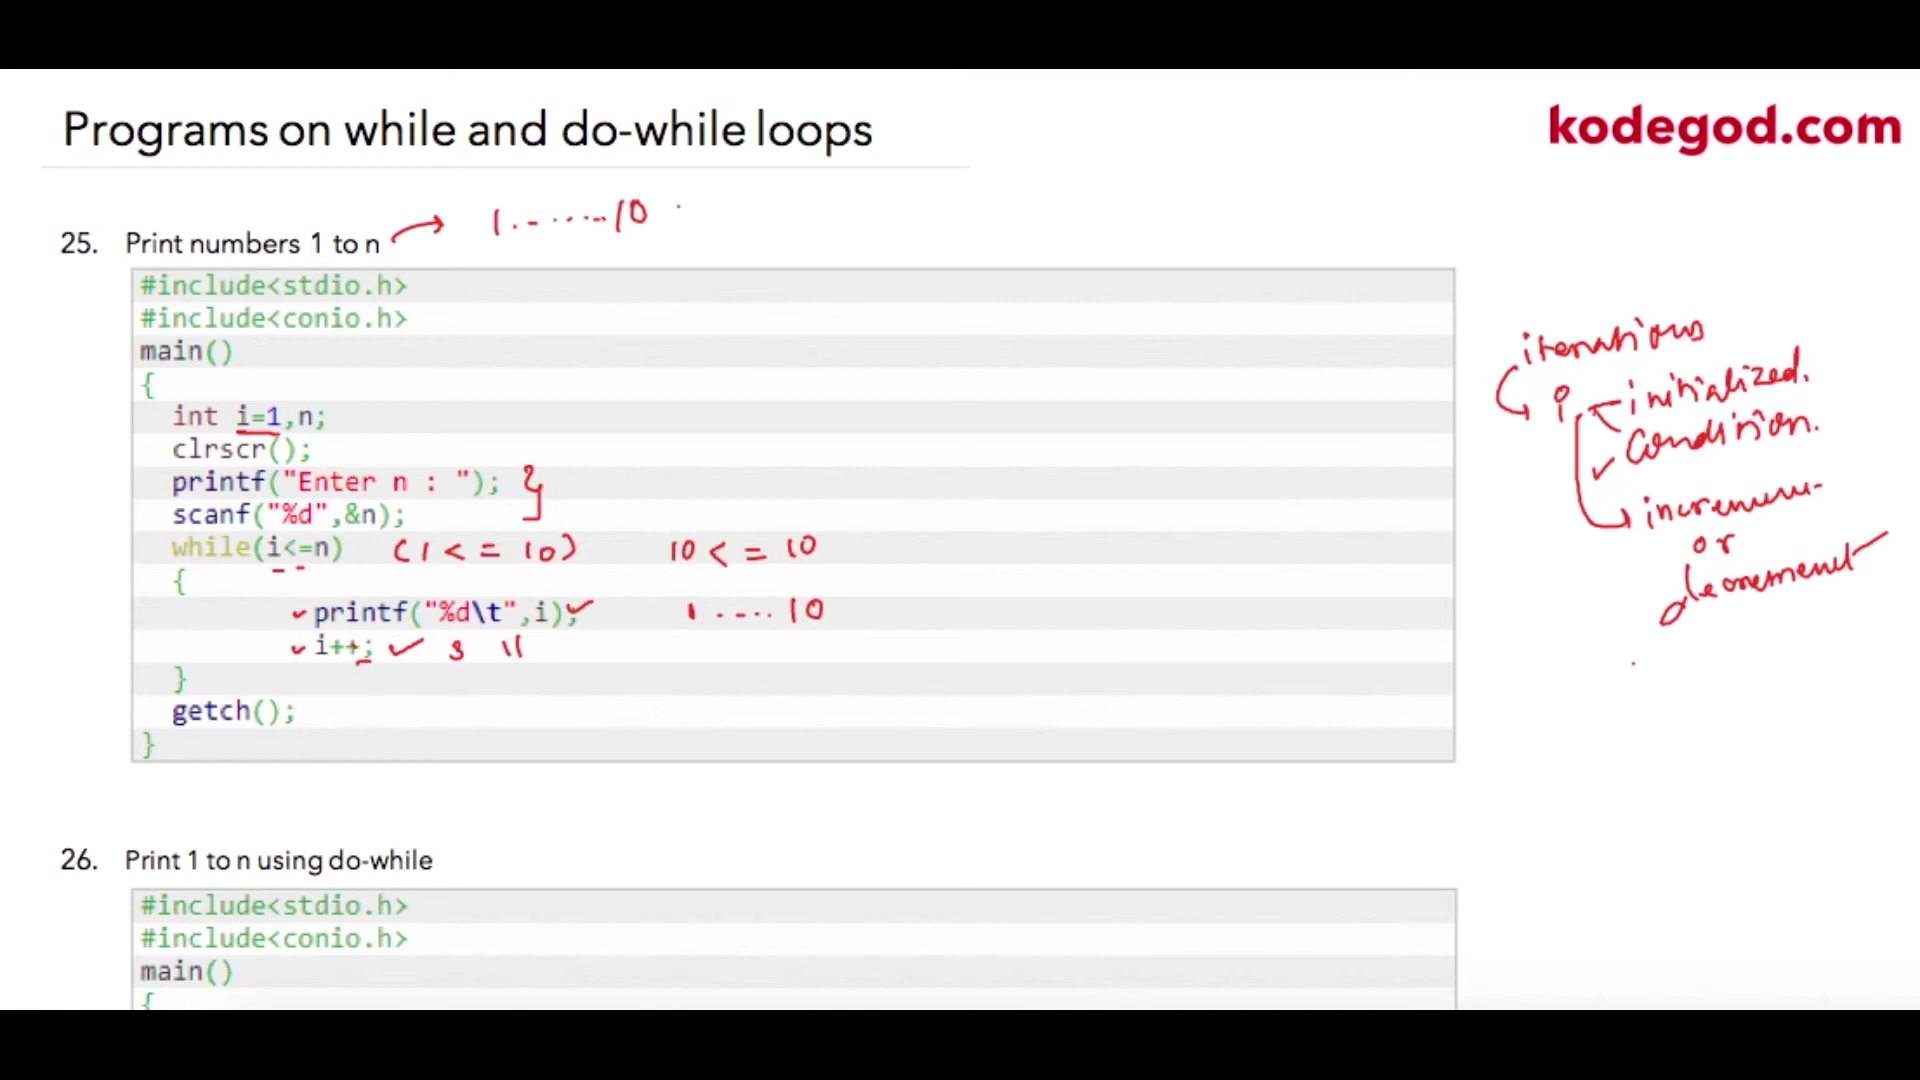 Programs on while and do-while loops
kodegod.com
25. Print numbers 1 to n
1.-....-10
#include<stdio.h>
#include<conio.h>
main()
{
int i=1,n;
clrscr();
printf("Enter n : ");
scanf("%d",&n);
while(i<=n) (1 <= 10) 10 <= 10
{
printf("%d\t",i); 1 ---- 10
i++; 3 11
}
getch();
}
iterations
i initialized.
Condition.
or
26. Print 1 to n using do-while
#include<stdio.h>
#include<conio.h>
main()
{